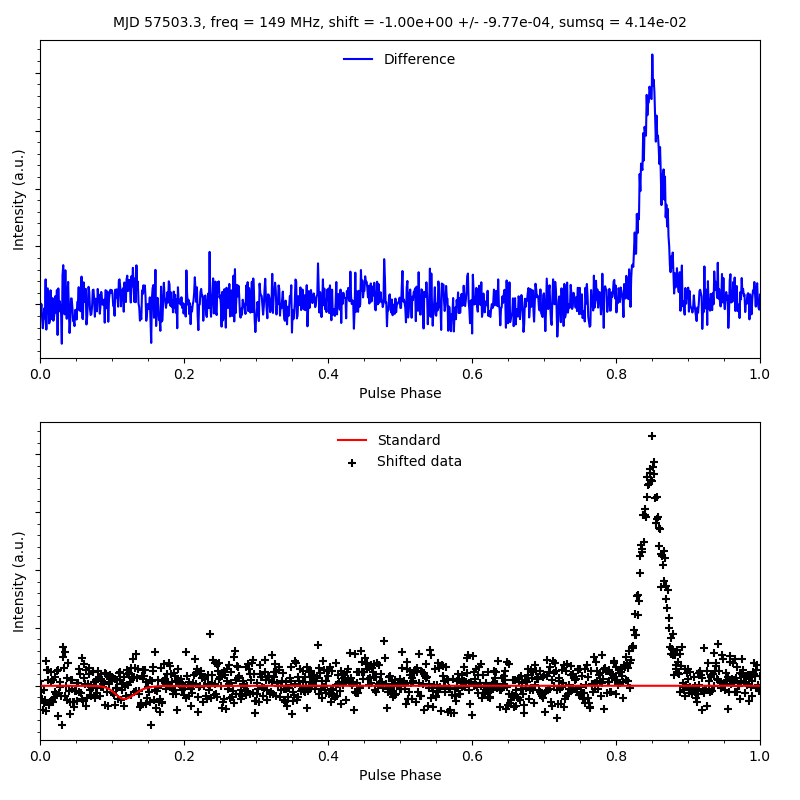 MJD 57503.3, freq = 149 MHz, shift = -1.00e+00 +/- -9.77e-04, sumsq = 4.14e-02
Difference
Intensity (a.u.)
0.0 0.2 0.4 0.6 0.8 1.0
Pulse Phase
Standard
Shifted data
Intensity (a.u.)
0.0 0.2 0.4 0.6 0.8 1.0
Pulse Phase